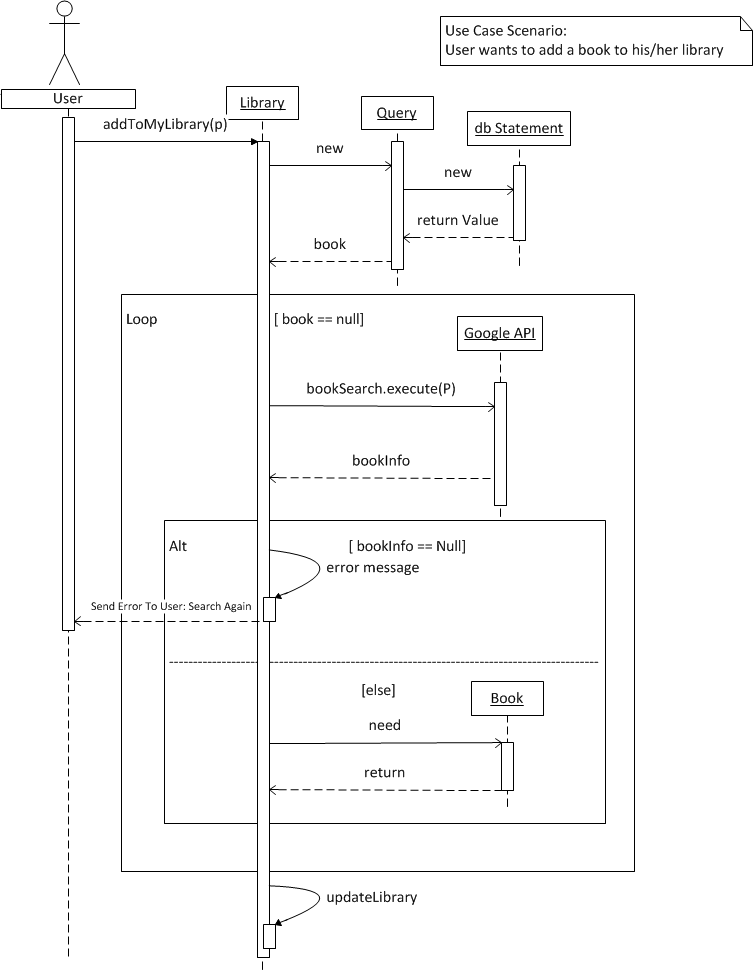 Use Case Scenario:
User wants to add a book to his/her library
User
Library
Query
db Statement
addToMyLibrary(p)
new
new
return Value
book
Loop
[ book == null]
Google API
bookSearch.execute(P)
bookInfo
Alt
[ bookInfo == Null]
error message
Send Error To User: Search Again
[else]
Book
need
return
updateLibrary